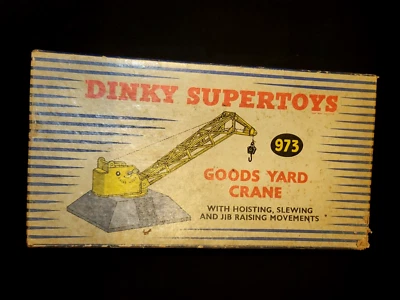 DINKY SUPERTOYS
973
GOODS YARD
CRANE
WITH HOISTING, SLEWING
AND JIB RAISING MOVEMENTS